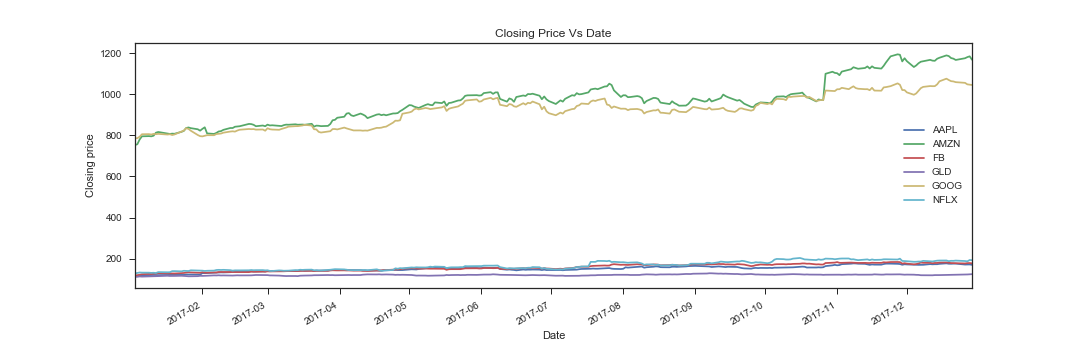 Closing Price Vs Date
1200
1000
800
600
400
200
Closing price
AAPL
AMZN
FB
GLD
GOOG
NFLX
2017-02
2017-03
2017-04
2017-05
2017-06
2017-07
2017-08
2017-09
2017-10
2017-11
2017-12
Date